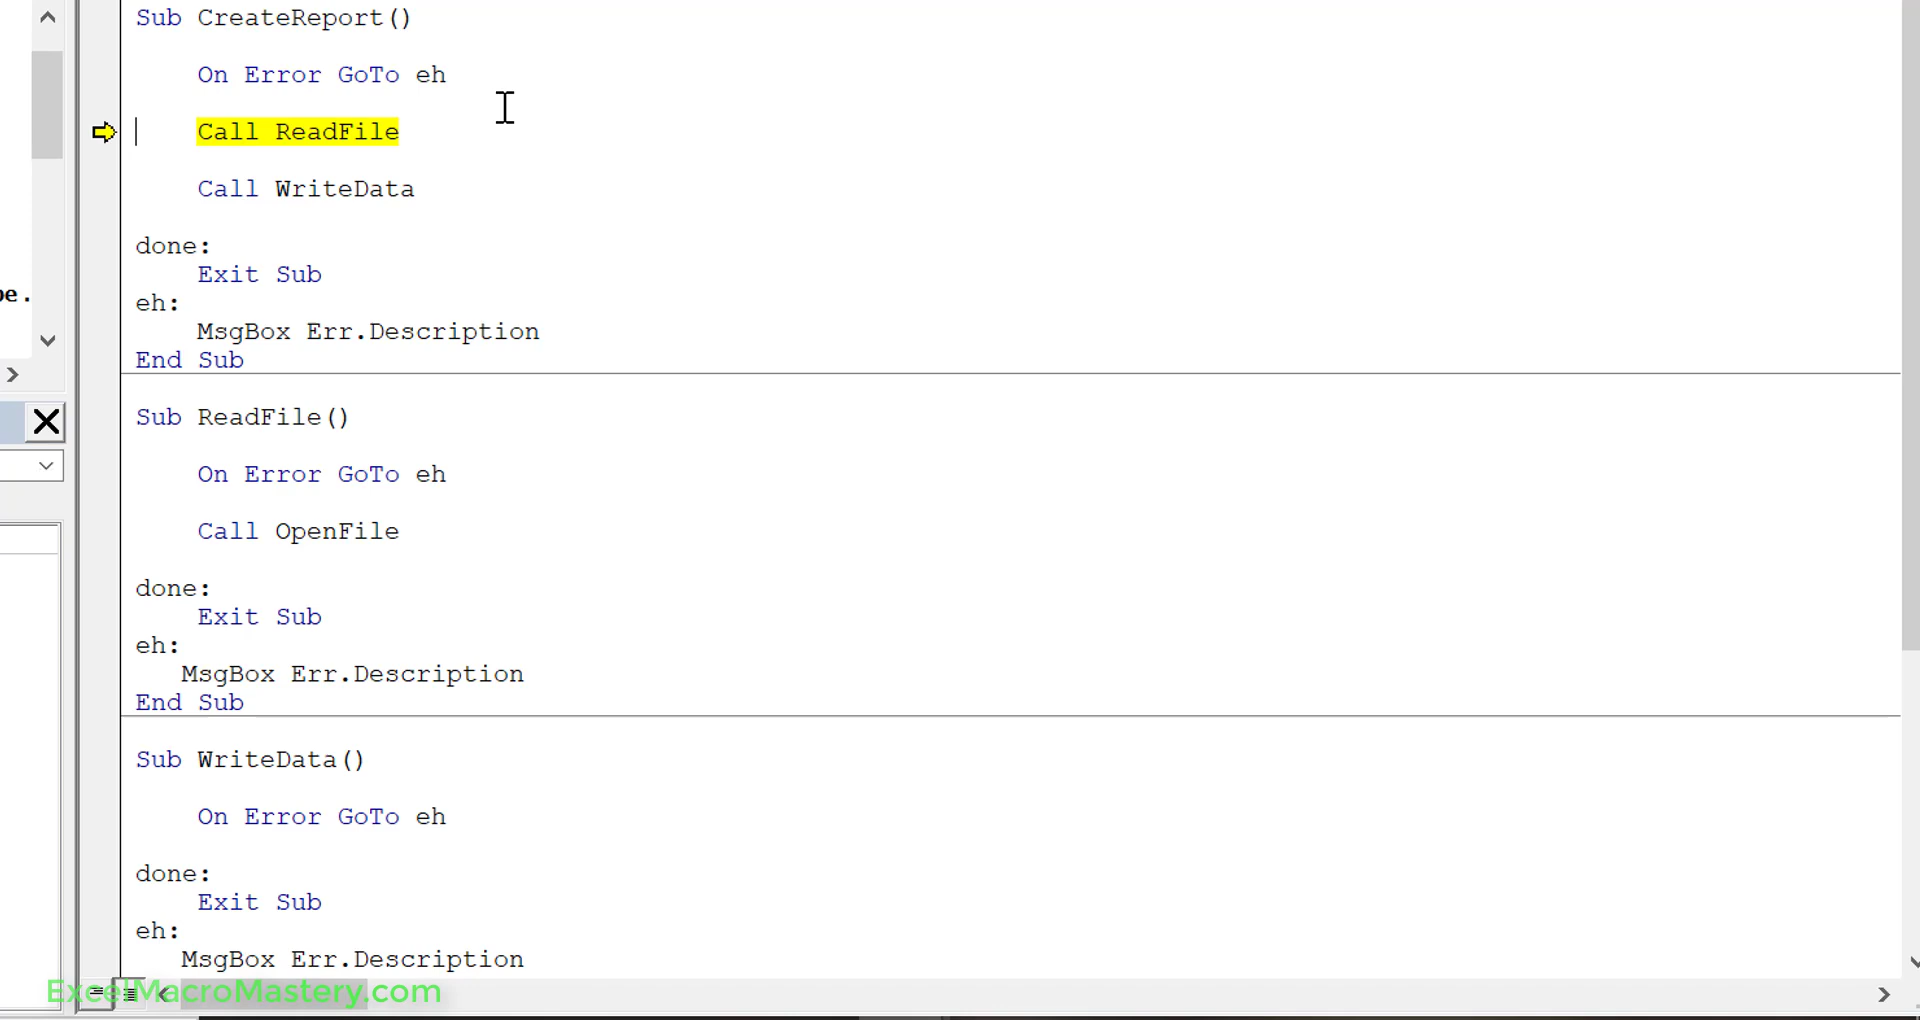 Sub CreateReport()
On Error GoTo eh
Call ReadFile
Call WriteData
done:
Exit Sub
eh:
MsgBox Err.Description
End Sub
Sub ReadFile()
On Error GoTo eh
Call OpenFile
done:
Exit Sub
eh:
MsgBox Err.Description
End Sub
Sub WriteData()
On Error GoTo eh
done:
Exit Sub
eh:
MsgBox Err.Description
ExcelMacroMastery.com